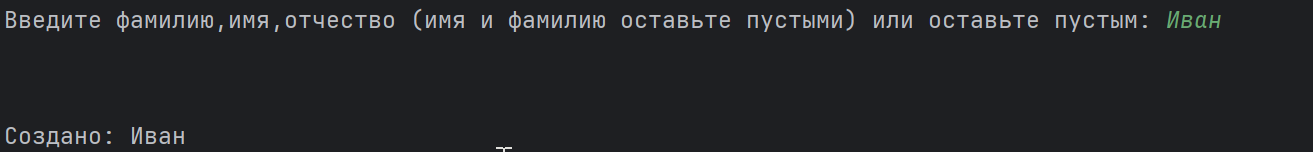 Введите фамилию,имя,отчество (имя и фамилию оставьте пустыми) или оставьте пустым: Иван
Создано: Иван